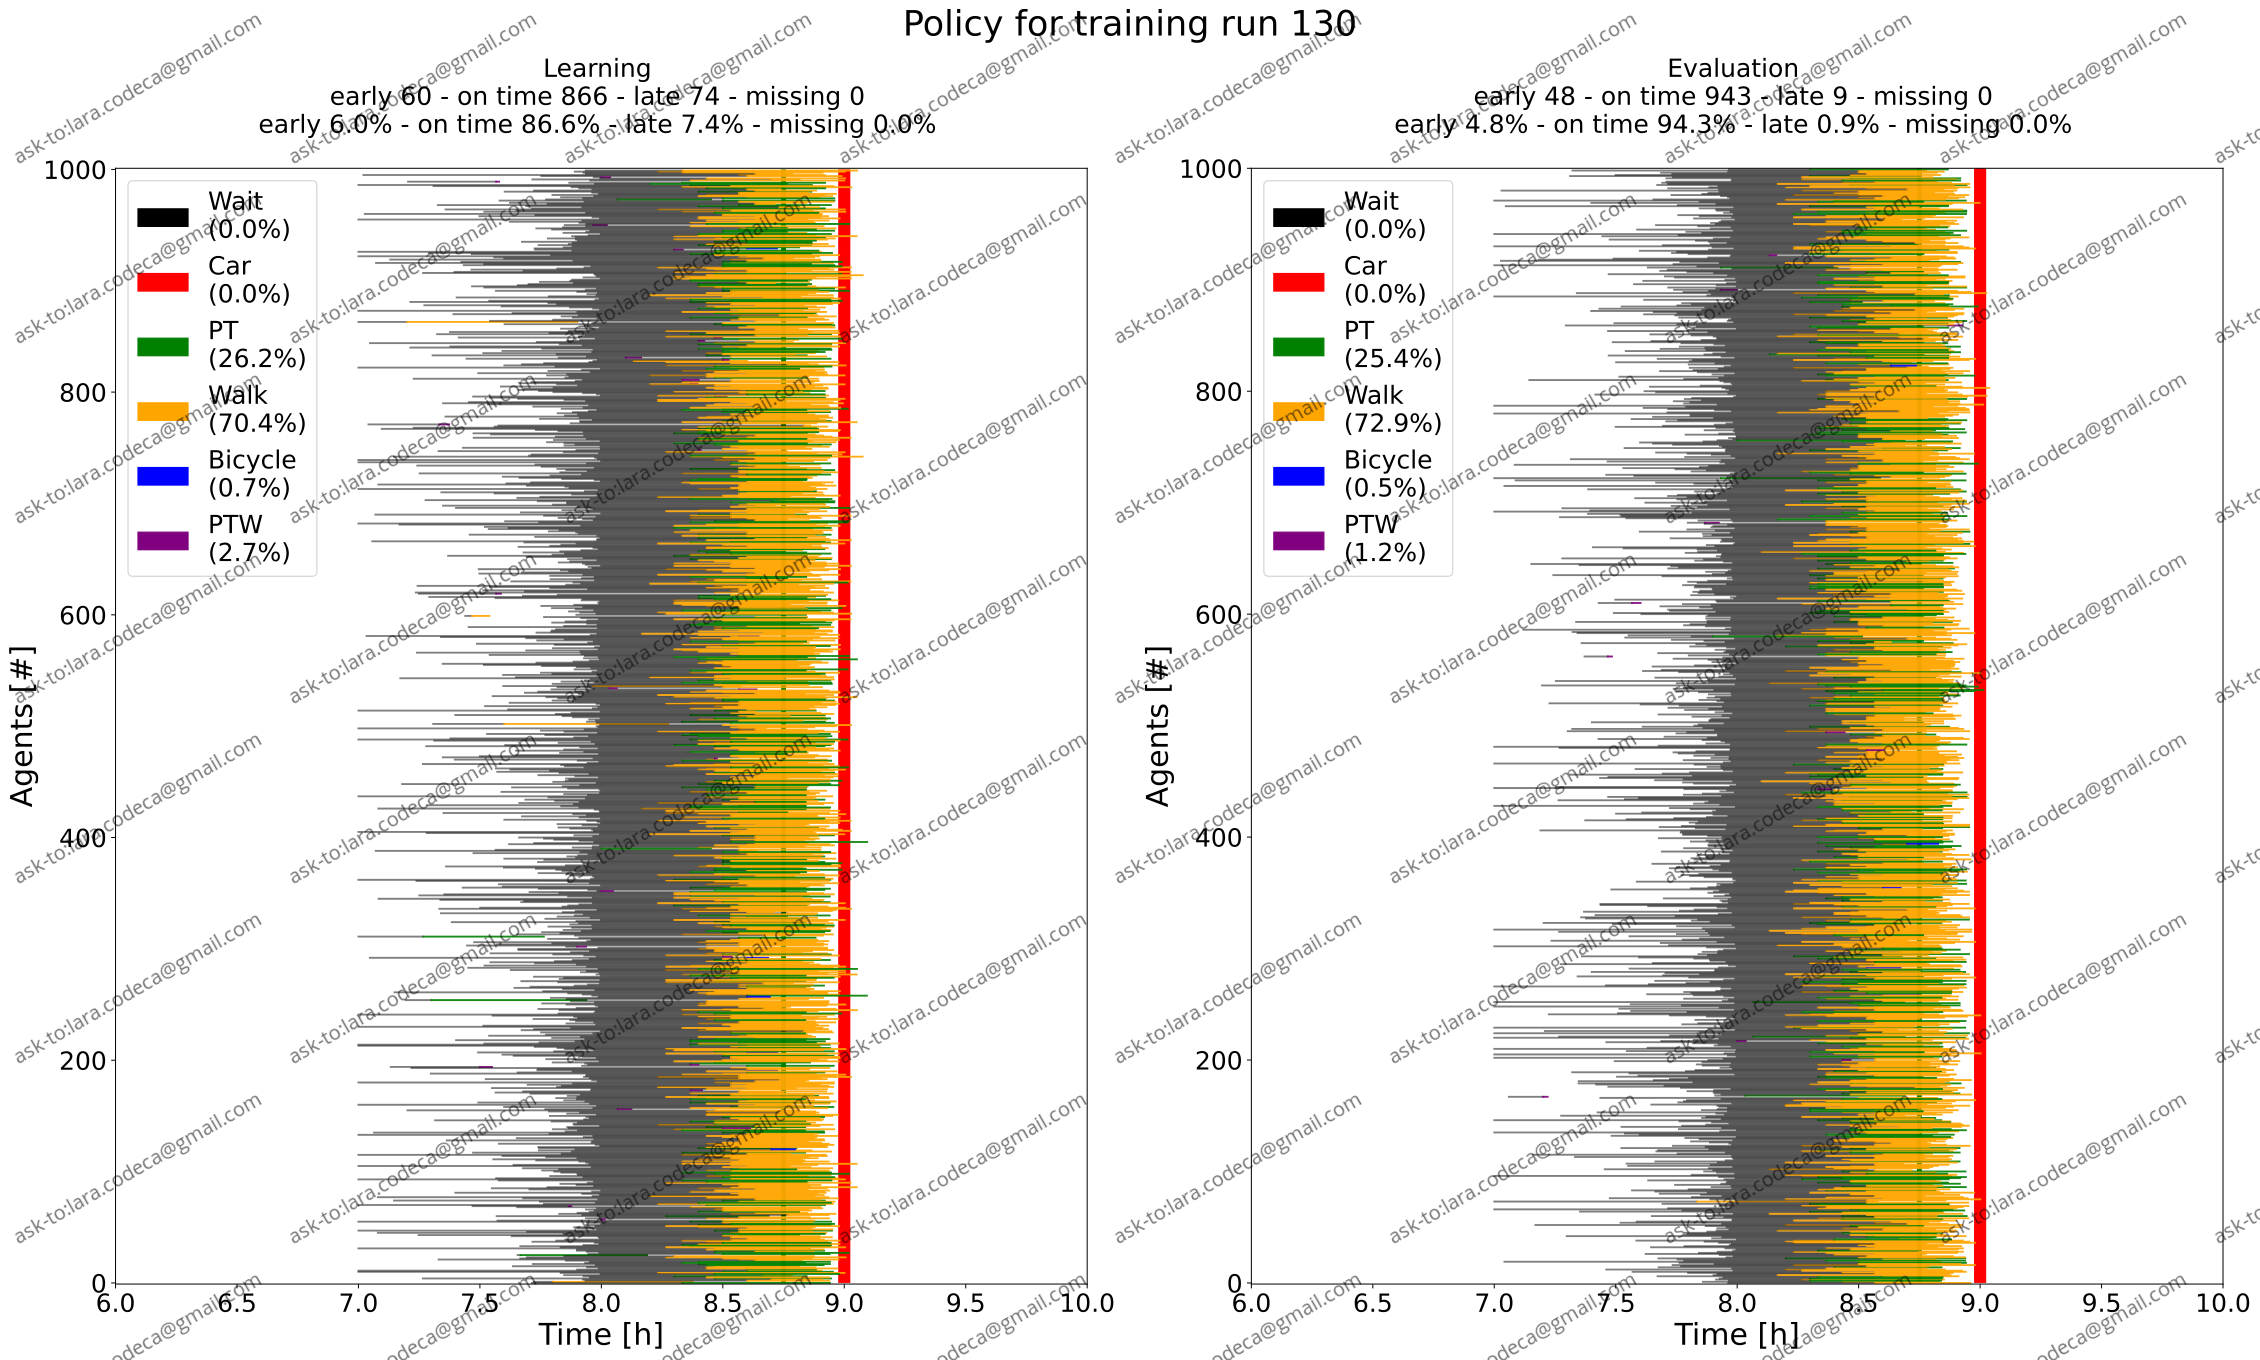 Policy for training run 130
Learning
early 60 - on time 866 - late 74 - missing 0
early 6.0% - on time 86.6% - late 7.4% - missing 0.0%
Agents [#]
1000
800
600
400
200
0
Wait
(0.0%)
Car
(0.0%)
PT
(26.2%)
Walk
(70.4%)
Bicycle
(0.7%)
PTW
(2.7%)
6.0 6.5 7.0 7.5 8.0 8.5 9.0 9.5 10.0
Time [h]
Evaluation
early 48 - on time 943 - late 9 - missing 0
early 4.8% - on time 94.3% - late 0.9% - missing 0.0%
Agents [#]
1000
800
600
400
200
0
Wait
(0.0%)
Car
(0.0%)
PT
(25.4%)
Walk
(72.9%)
Bicycle
(0.5%)
PTW
(1.2%)
6.0 6.5 7.0 7.5 8.0 8.5 9.0 9.5 10.0
Time [h]
ask-to:lara.codeca@gmail.com